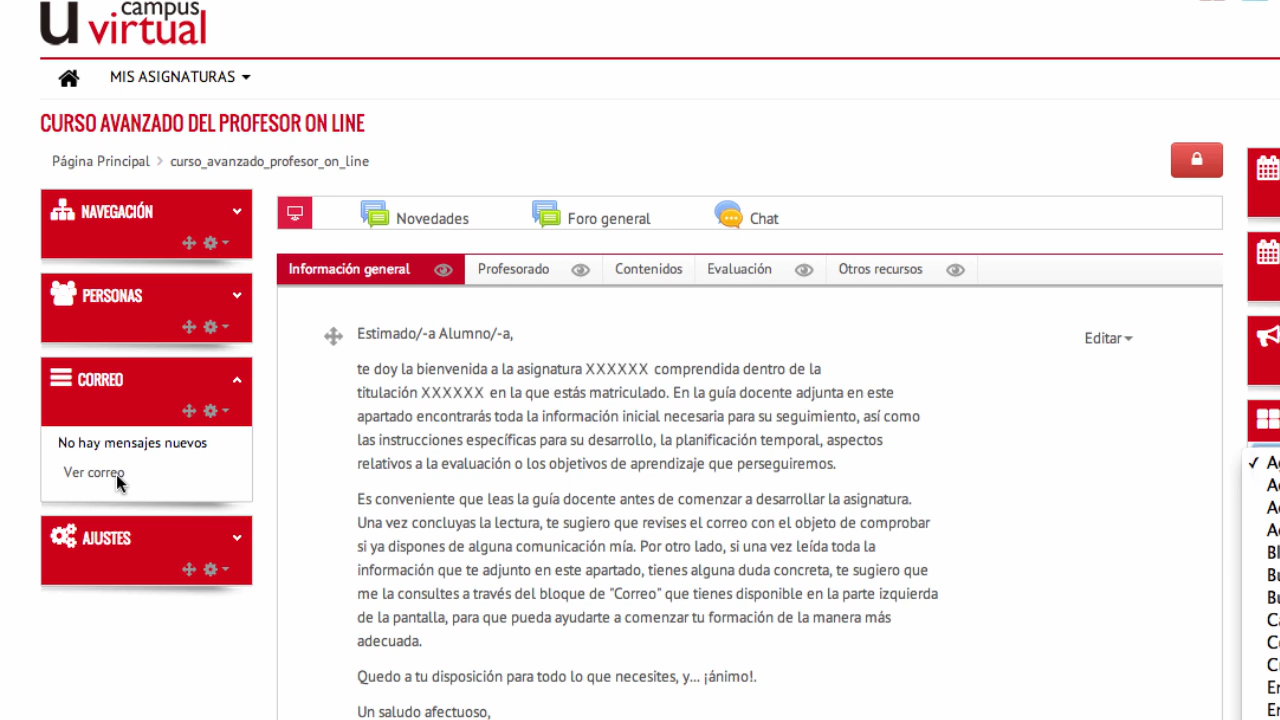 campus
u virtual
MIS ASIGNATURAS
CURSO AVANZADO DEL PROFESOR ON LINE
Página Principal
curso_avanzado_profesor_on_line
NAVEGACIÓN
PERSONAS
CORREO
No hay mensajes nuevos
Ver correo
AJUSTES
Novedades
Foro general
Chat
Información general
Profesorado
Contenidos
Evaluación
Otros recursos
Editar
Estimado/-a Alumno/-a,
te doy la bienvenida a la asignatura XXXXXX comprendida dentro de la
titulación XXXXXX en la que estás matriculado. En la guía docente adjunta en este
apartado encontrarás toda la información inicial necesaria para su seguimiento, así como
las instrucciones específicas para su desarrollo, la planificación temporal, aspectos
relativos a la evaluación o los objetivos de aprendizaje que perseguiremos.
Es conveniente que leas la guía docente antes de comenzar a desarrollar la asignatura.
Una vez concluyas la lectura, te sugiero que revises el correo con el objeto de comprobar
si ya dispones de alguna comunicación mía. Por otro lado, si una vez leída toda la
información que te adjunto en este apartado, tienes alguna duda concreta, te sugiero que
me la consultes a través del bloque de "Correo" que tienes disponible en la parte izquierda
de la pantalla, para que pueda ayudarte a comenzar tu formación de la manera más
adecuada.
Quedo a tu disposición para todo lo que necesites, y... ¡ánimo!.
Un saludo afectuoso,